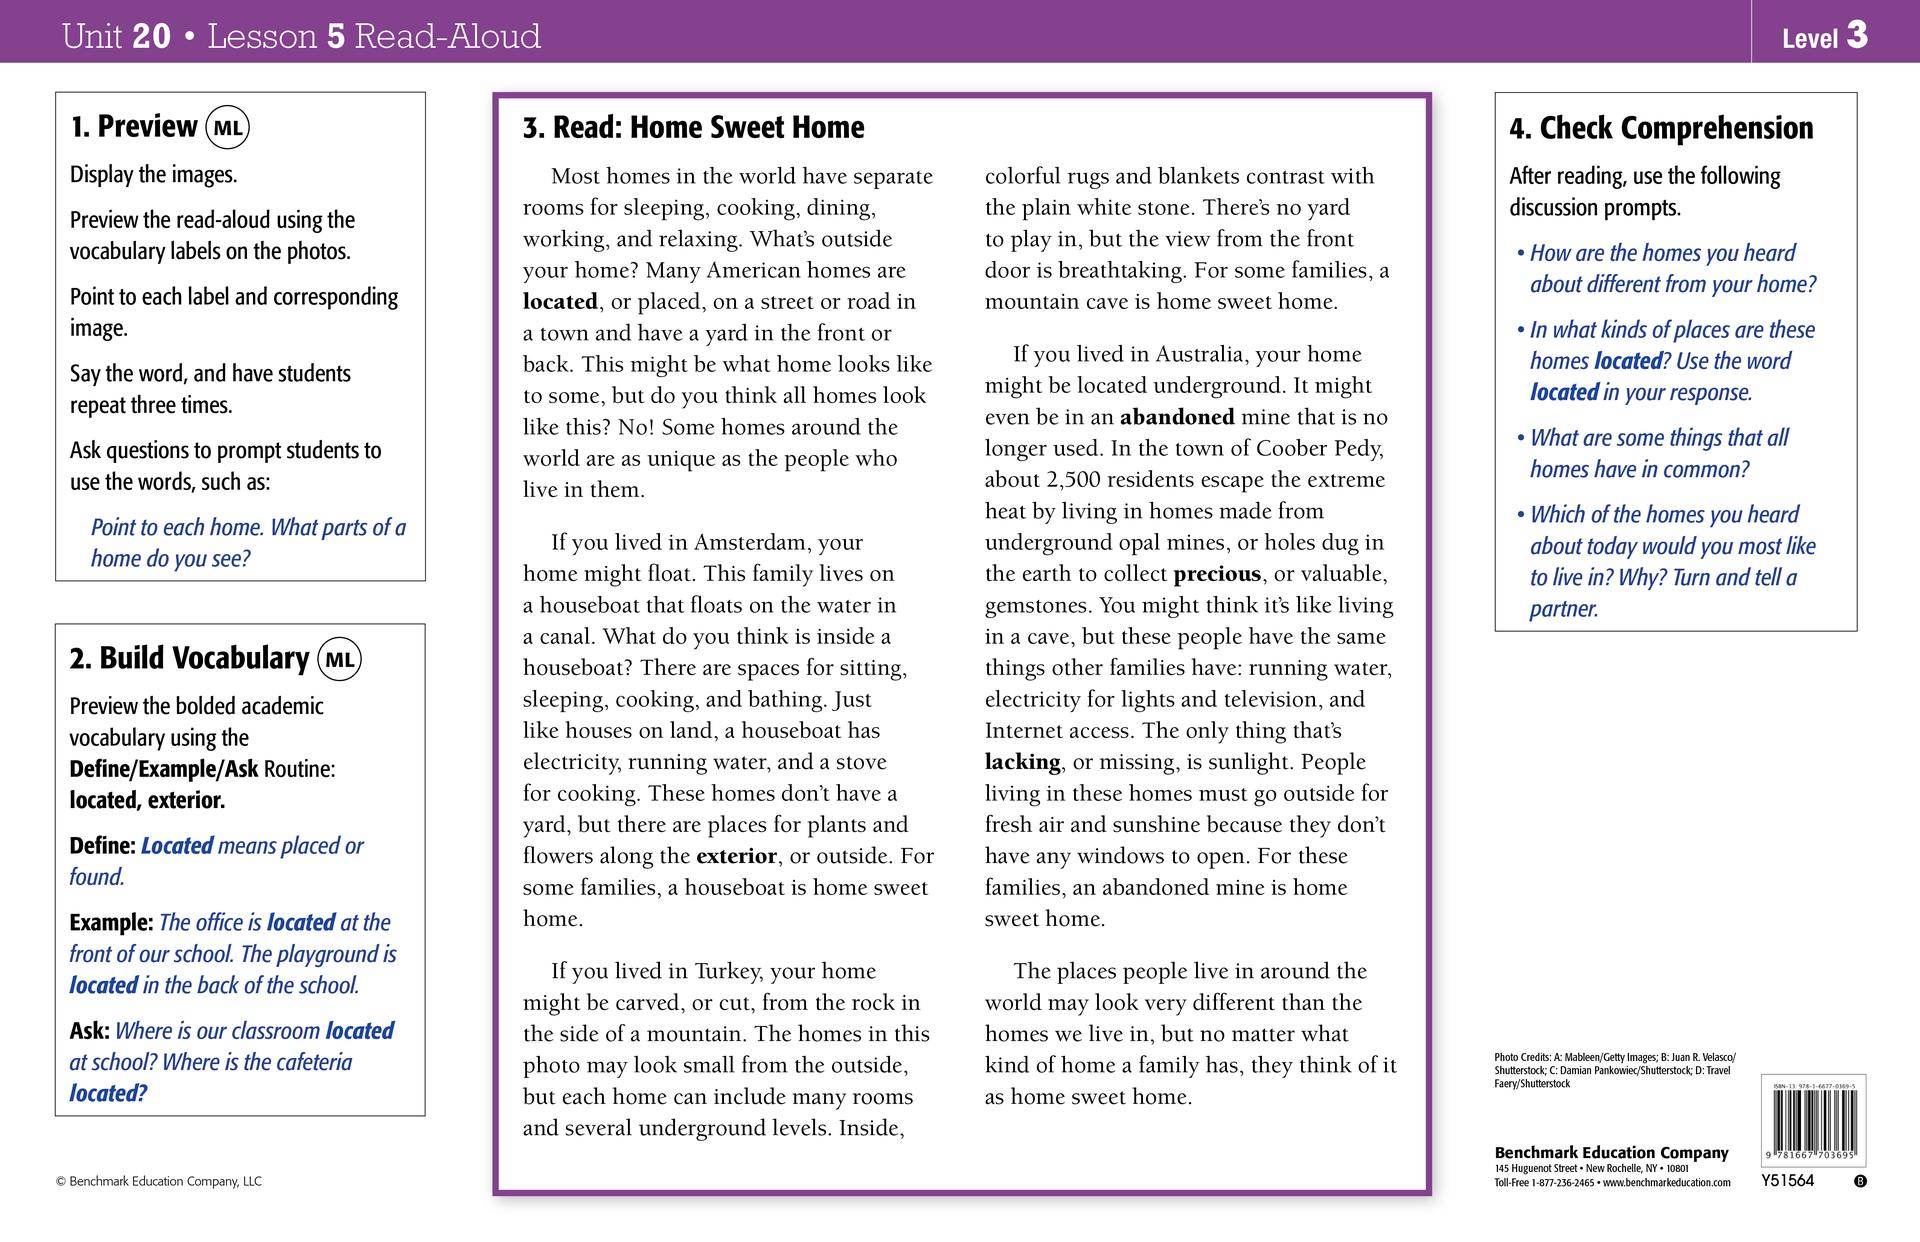 Unit 20 • Lesson 5 Read-Aloud
Level 3
1. Preview ML
Display the images.
Preview the read-aloud using the
vocabulary labels on the photos.
Point to each label and corresponding
image.
Say the word, and have students
repeat three times.
Ask questions to prompt students to
use the words, such as:
Point to each home. What parts of a
home do you see?
2. Build Vocabulary ML
Preview the bolded academic
vocabulary using the
Define/Example/Ask Routine:
located, exterior.
Define: Located means placed or
found.
Example: The office is located at the
front of our school. The playground is
located in the back of the school.
Ask: Where is our classroom located
at school? Where is the cafeteria
located?
© Benchmark Education Company, LLC
3. Read: Home Sweet Home
Most homes in the world have separate
rooms for sleeping, cooking, dining,
working, and relaxing. What's outside
your home? Many American homes are
located, or placed, on a street or road in
a town and have a yard in the front or
back. This might be what home looks like
to some, but do you think all homes look
like this? No! Some homes around the
world are as unique as the people who
live in them.
If you lived in Amsterdam, your
home might float. This family lives on
a houseboat that floats on the water in
a canal. What do you think is inside a
houseboat? There are spaces for sitting,
sleeping, cooking, and bathing. Just
like houses on land, a houseboat has
electricity, running water, and a stove
for cooking. These homes don't have a
yard, but there are places for plants and
flowers along the exterior, or outside. For
some families, a houseboat is home sweet
home.
If you lived in Turkey, your home
might be carved, or cut, from the rock in
the side of a mountain. The homes in this
photo may look small from the outside,
but each home can include many rooms
and several underground levels. Inside,
colorful rugs and blankets contrast with
the plain white stone. There's no yard
to play in, but the view from the front
door is breathtaking. For some families, a
mountain cave is home sweet home.
If you lived in Australia, your home
might be located underground. It might
even be in an abandoned mine that is no
longer used. In the town of Coober Pedy,
about 2,500 residents escape the extreme
heat by living in homes made from
underground opal mines, or holes dug in
the earth to collect precious, or valuable,
gemstones. You might think it's like living
in a cave, but these people have the same
things other families have: running water,
electricity for lights and television, and
Internet access. The only thing that's
lacking, or missing, is sunlight. People
living in these homes must go outside for
fresh air and sunshine because they don't
have any windows to open. For these
families, an abandoned mine is home
sweet home.
The places people live in around the
world may look very different than the
homes we live in, but no matter what
kind of home a family has, they think of it
as home sweet home.
4. Check Comprehension
After reading, use the following
discussion prompts.
• How are the homes you heard
about different from your home?
• In what kinds of places are these
homes located? Use the word
located in your response.
• What are some things that all
homes have in common?
• Which of the homes you heard
about today would you most like
to live in? Why? Turn and tell a
partner.
Photo Credits: A: Mableen/Getty Images; B: Juan R. Velasco/
Shutterstock; C: Damian Pankowiec/Shutterstock; D: Travel
Faery/Shutterstock
Benchmark Education Company
145 Huguenot Street • New Rochelle, NY • 10801
Toll-Free 1-877-236-2465 • www.benchmarkeducation.com
ISBN-13 978-1-6677-0369-5
9 781667 703695
Y51564
B